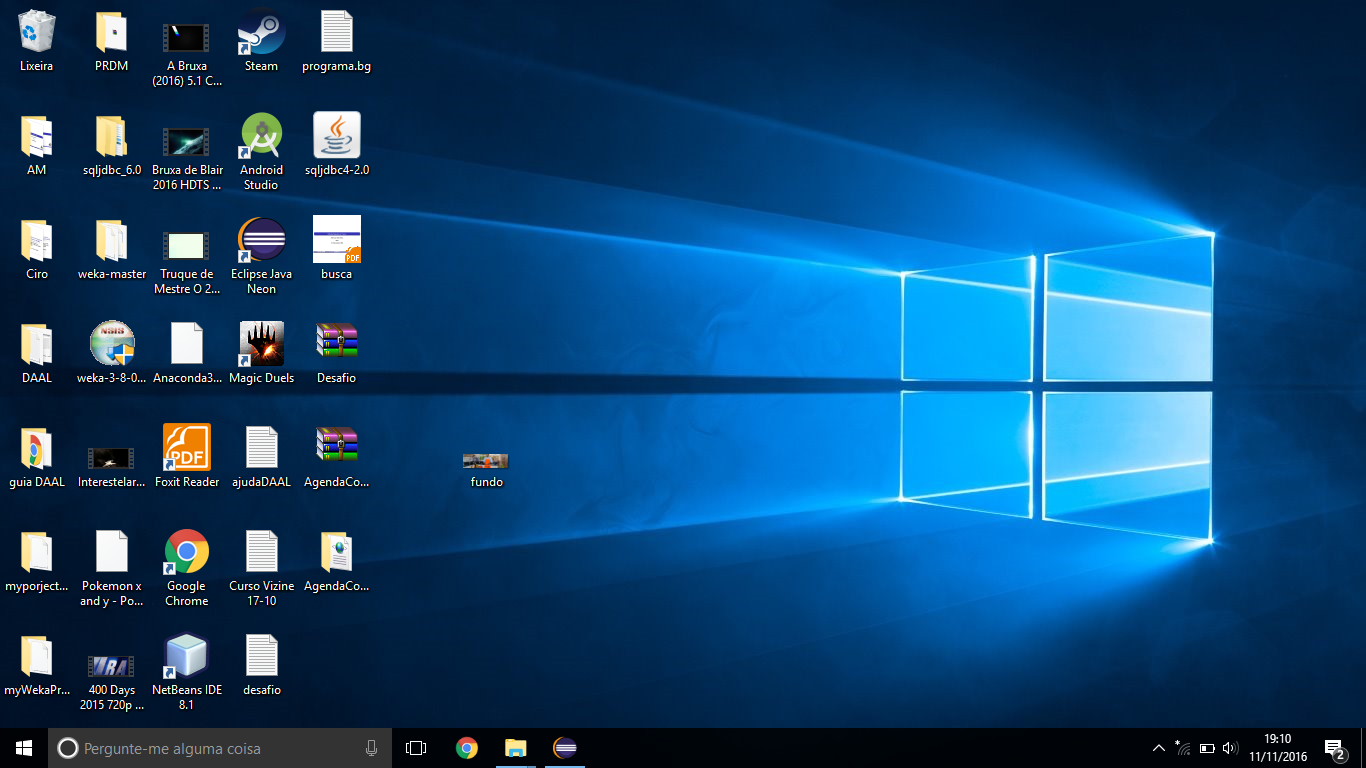 Lixeira
PRDM
A Bruxa
(2016) 5.1 C...
Steam
programa.bg
AM
sqljdbc_6.0
Bruxa de Blair
2016 HDTS ...
Android
Studio
sqljdbc4-2.0
Ciro
weka-master
Truque de
Mestre O 2...
Eclipse Java
Neon
PDF
busca
DAAL
NSIS
weka-3-8-0...
Anaconda3...
Magic Duels
Desafio
guia DAAL
Interestelar...
PDF
Foxit Reader
ajudaDAAL
AgendaCo...
fundo
myporject...
Pokemon x
and y - Po...
Google
Chrome
Curso Vizine
17-10
AgendaCo...
myWekaPr...
400 Days
2015 720p ...
NetBeans IDE
8.1
desafio
Pergunte-me alguma coisa
19:10
11/11/2016
2